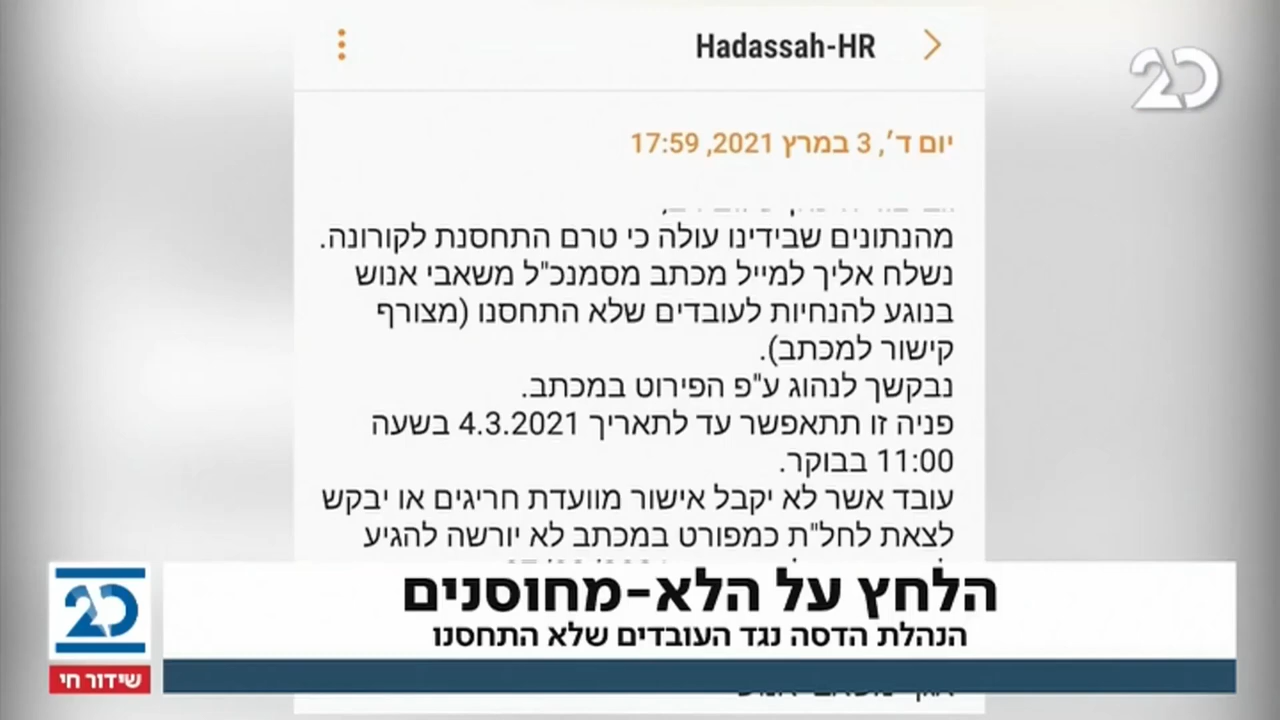 Hadassah-HR
20
יום ד', 3 במרץ 2021, 17:59
מהנתונים שבידינו עולה כי טרם התחסנת לקורונה.
נשלח אליך למייל מכתב מסמנכ"ל משאבי אנוש
בנוגע להנחיות לעובדים שלא התחסנו (מצורף
קישור למכתב).
נבקשך לנהוג ע"פ הפירוט במכתב.
פניה זו תתאפשר עד לתאריך 4.3.2021 בשעה
11:00 בבוקר.
עובד אשר לא יקבל אישור מוועדת חריגים או יבקש
לצאת לחל"ת כמפורט במכתב לא יורשה להגיע
הלחץ על הלא-מחוסנים
הנהלת הדסה נגד העובדים שלא התחסנו
20
שידור חי